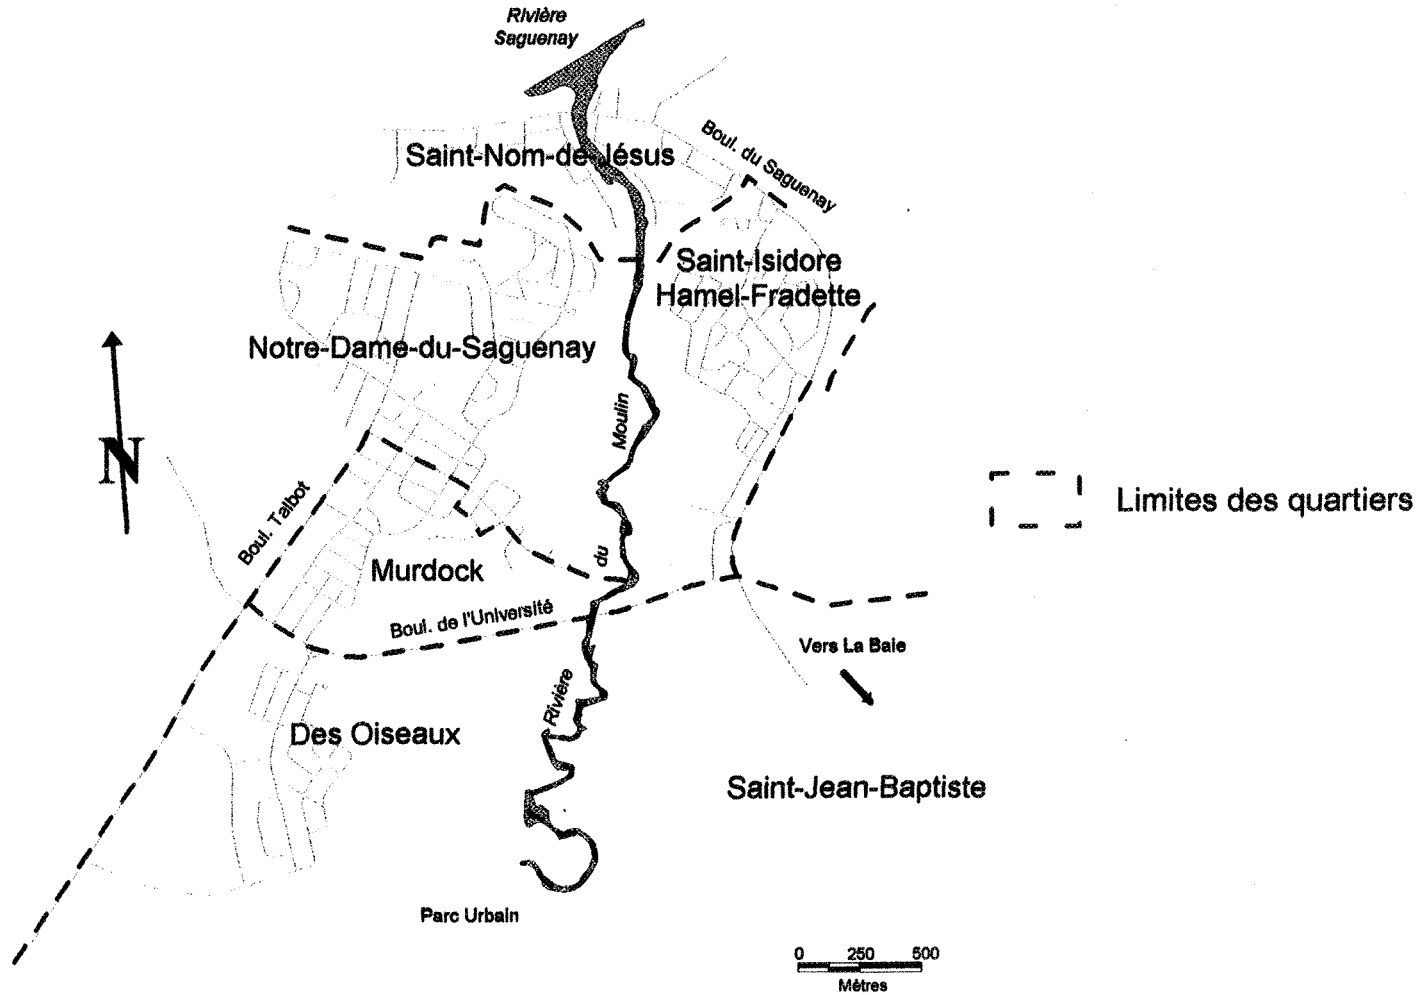 Rivière
Saguenay
Boul. du Saguenay
Saint-Nom-de-Jésus
Saint-Isidore
Hamel-Fradette
Notre-Dame-du-Saguenay
N
Boul. Talbot
Rivière du Moulin
Limites des quartiers
Murdock
Boul. de l'Université
Vers La Baie
Des Oiseaux
Saint-Jean-Baptiste
Parc Urbain
0 250 500
Mètres